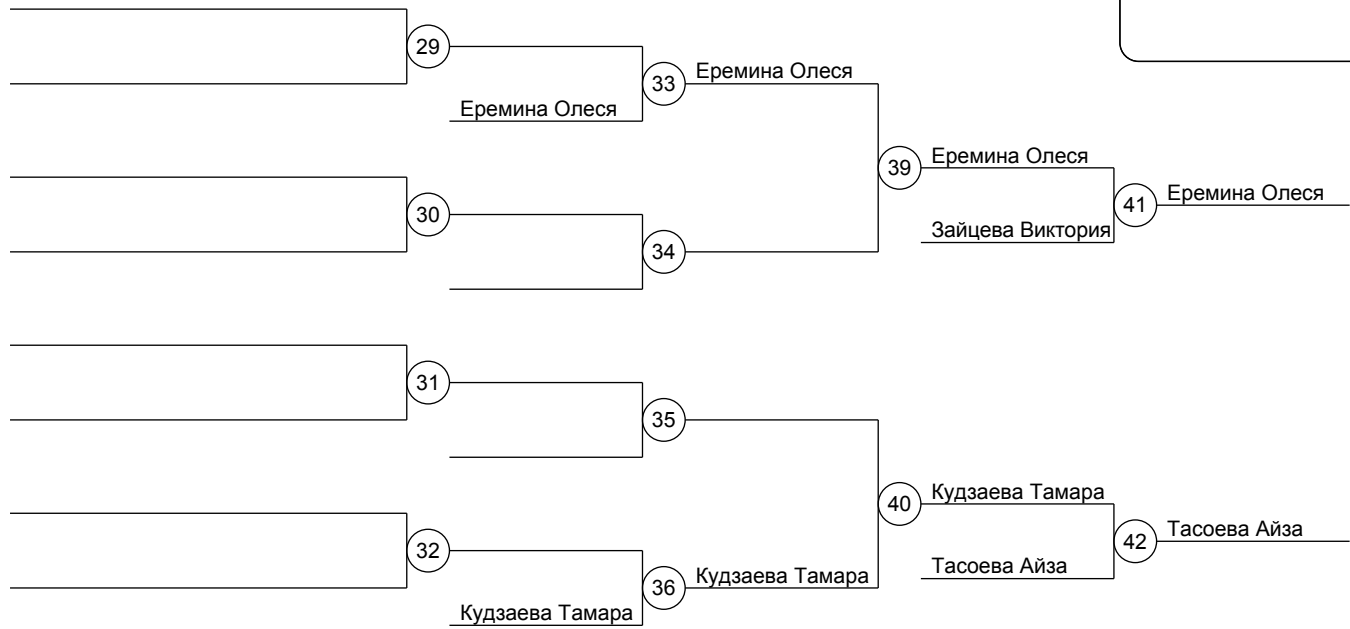 29
33
Еремина Олеся
Еремина Олеся
39
Еремина Олеся
41
Еремина Олеся
30
Зайцева Виктория
34
31
35
40
Кудзаева Тамара
42
Тасоева Айза
32
Тасоева Айза
36
Кудзаева Тамара
Кудзаева Тамара